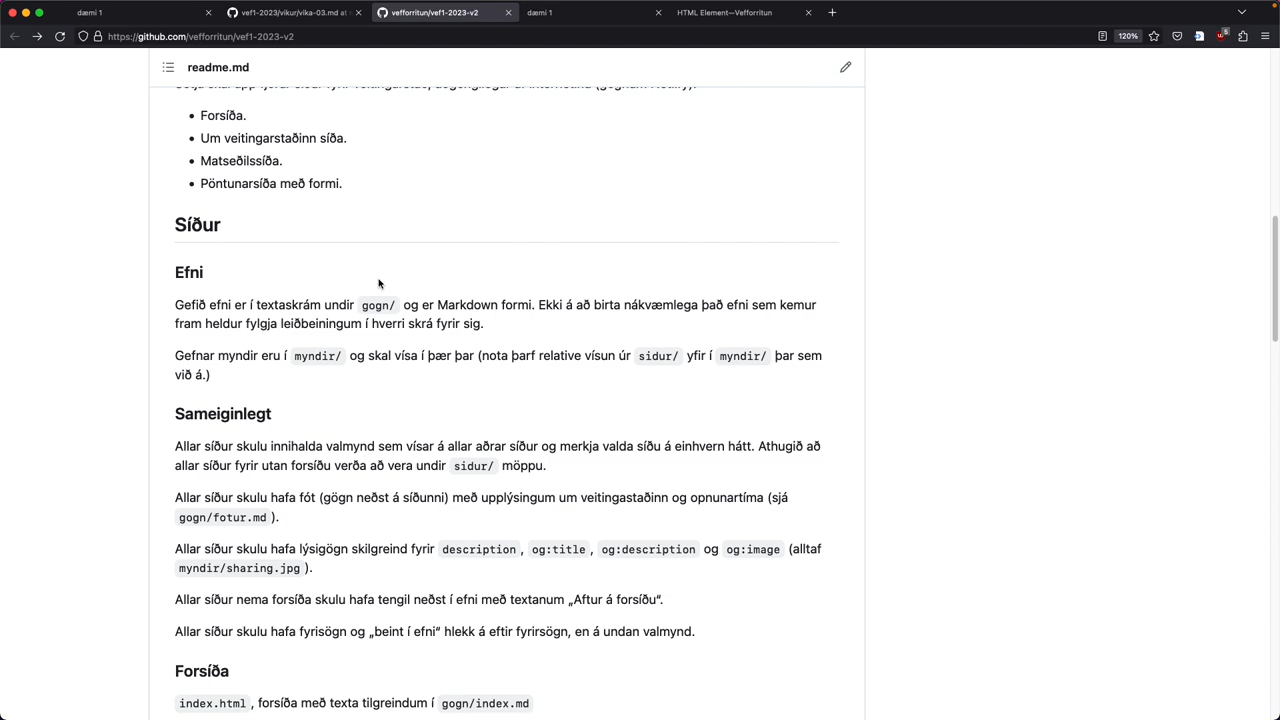 dæmi 1
vef1-2023/vikur/vika-03.md at
vefforritun/vef1-2023-v2
dæmi 1
HTML Element—Vefforritun
https://github.com/vefforritun/vef1-2023-v2
120%
readme.md
Forsíða.
Um veitingarstaðinn síða.
Matseðilssíða.
Pöntunarsíða með formi.
Síður
Efni
Gefið efni er í textaskrám undir gogn/ og er Markdown formi. Ekki á að birta nákvæmlega það efni sem kemur
fram heldur fylgja leiðbeiningum í hverri skrá fyrir sig.
Gefnar myndir eru í myndir/ og skal vísa í þær þar (nota þarf relative vísun úr sidur/ yfir í myndir/ þar sem
við á.)
Sameiginlegt
Allar síður skulu innihalda valmynd sem vísar á allar aðrar síður og merkja valda síðu á einhvern hátt. Athugið að
allar síður fyrir utan forsíðu verða að vera undir sidur/ möppu.
Allar síður skulu hafa fót (gögn neðst á síðunni) með upplýsingum um veitingastaðinn og opnunartíma (sjá
gogn/fotur.md ).
Allar síður skulu hafa lýsigögn skilgreind fyrir description, og:title, og:description og og:image (alltaf
myndir/sharing.jpg ).
Allar síður nema forsíða skulu hafa tengil neðst í efni með textanum „Aftur á forsíðu“.
Allar síður skulu hafa fyrisögn og „beint í efni“ hlekk á eftir fyrirsögn, en á undan valmynd.
Forsíða
index.html , forsíða með texta tilgreindum í gogn/index.md